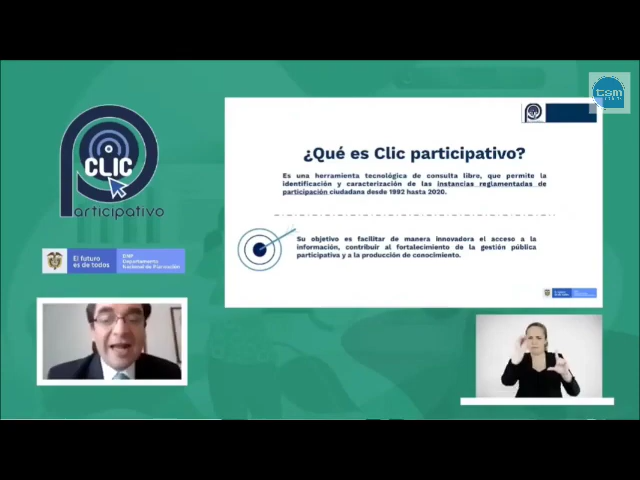 tsm
CLIC
Participativo
El futuro
es de todos
DNP
Departamento
Nacional de Planeación
¿Qué es Clic participativo?
Es una herramienta tecnológica de consulta libro, que permite la
identificación y caracterización de las instancias reglamentadas de
participación ciudadana desde 1992 hasta 2020.
Su objetivo es facilitar de manera innovadora el acceso a la
información, contribuir al fortalecimiento de la gestión pública
participativa y a la producción de conocimiento.